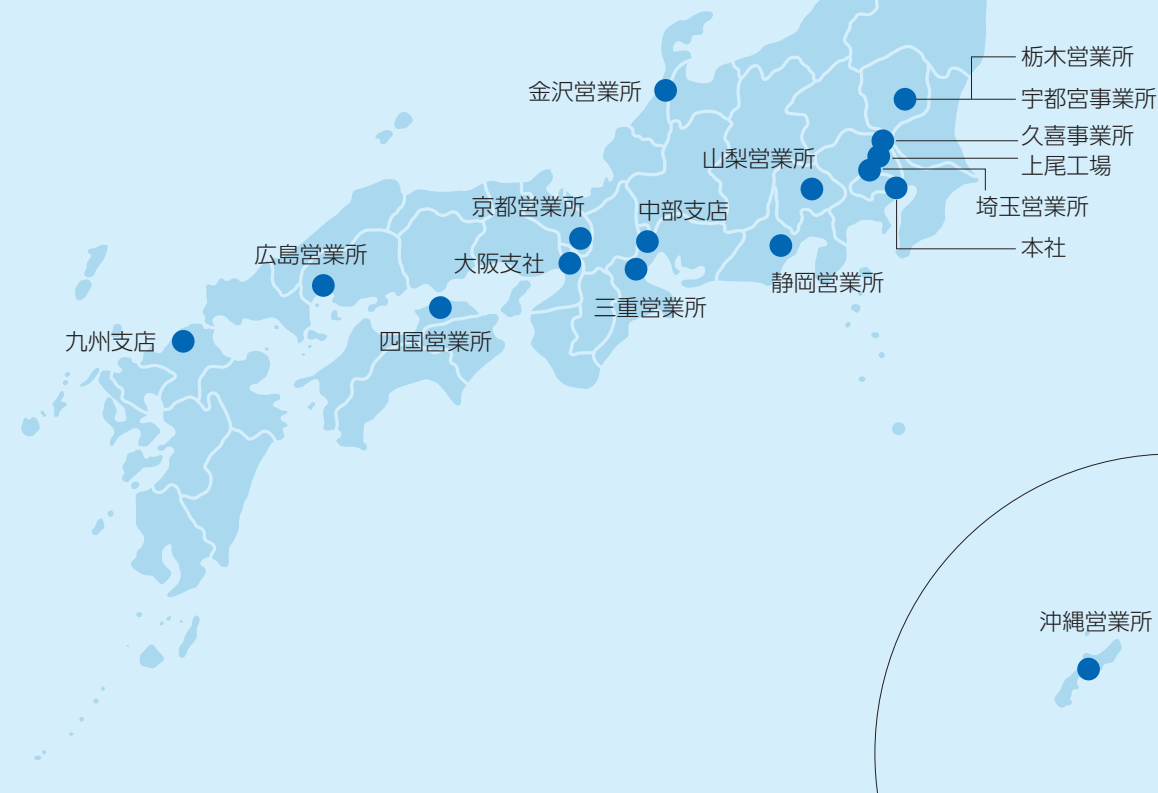 栃木営業所
金沢営業所
宇都宮事業所
久喜事業所
山梨営業所
上尾工場
京都営業所
中部支店
埼玉営業所
広島営業所
大阪支社
本社
静岡営業所
三重営業所
九州支店
四国営業所
沖縄営業所